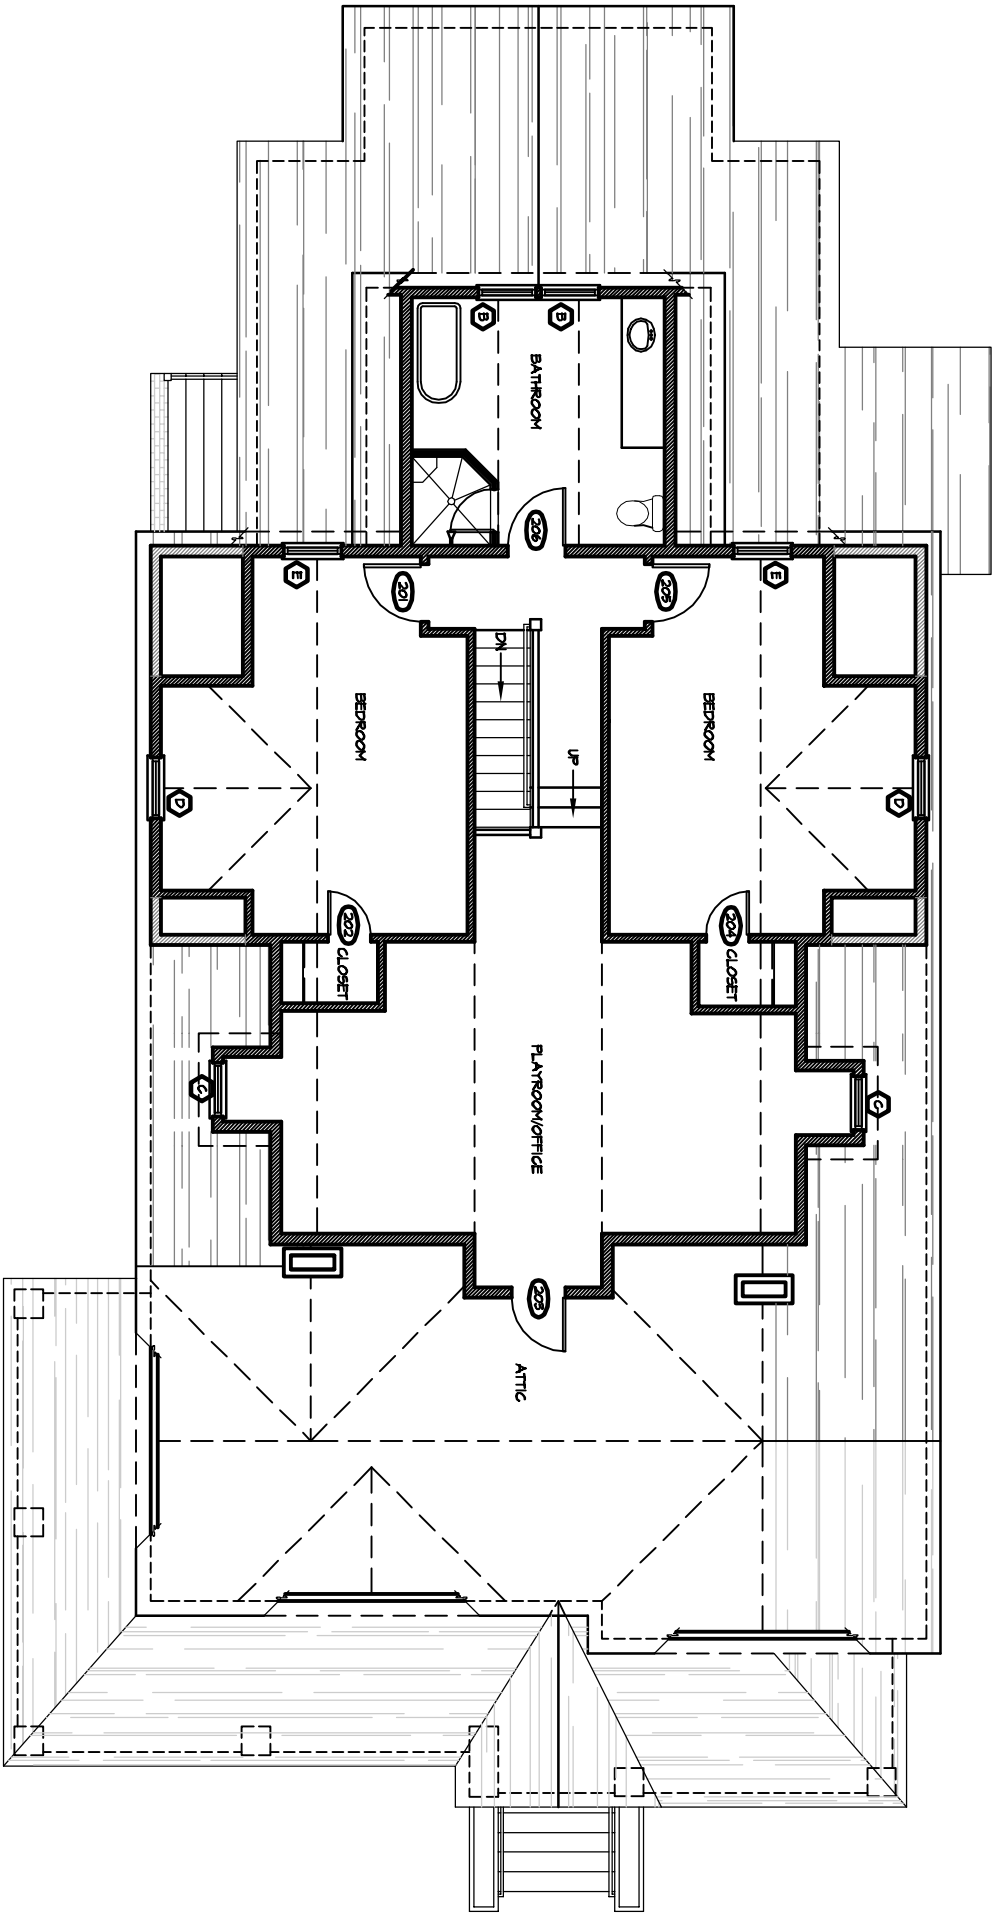 B
B
BATHROOM
206
E
201
205
E
DN
BEDROOM
BEDROOM
UP
D
D
202
CLOSET
204
CLOSET
C
PLAYROOM/OFFICE
C
203
ATTIC